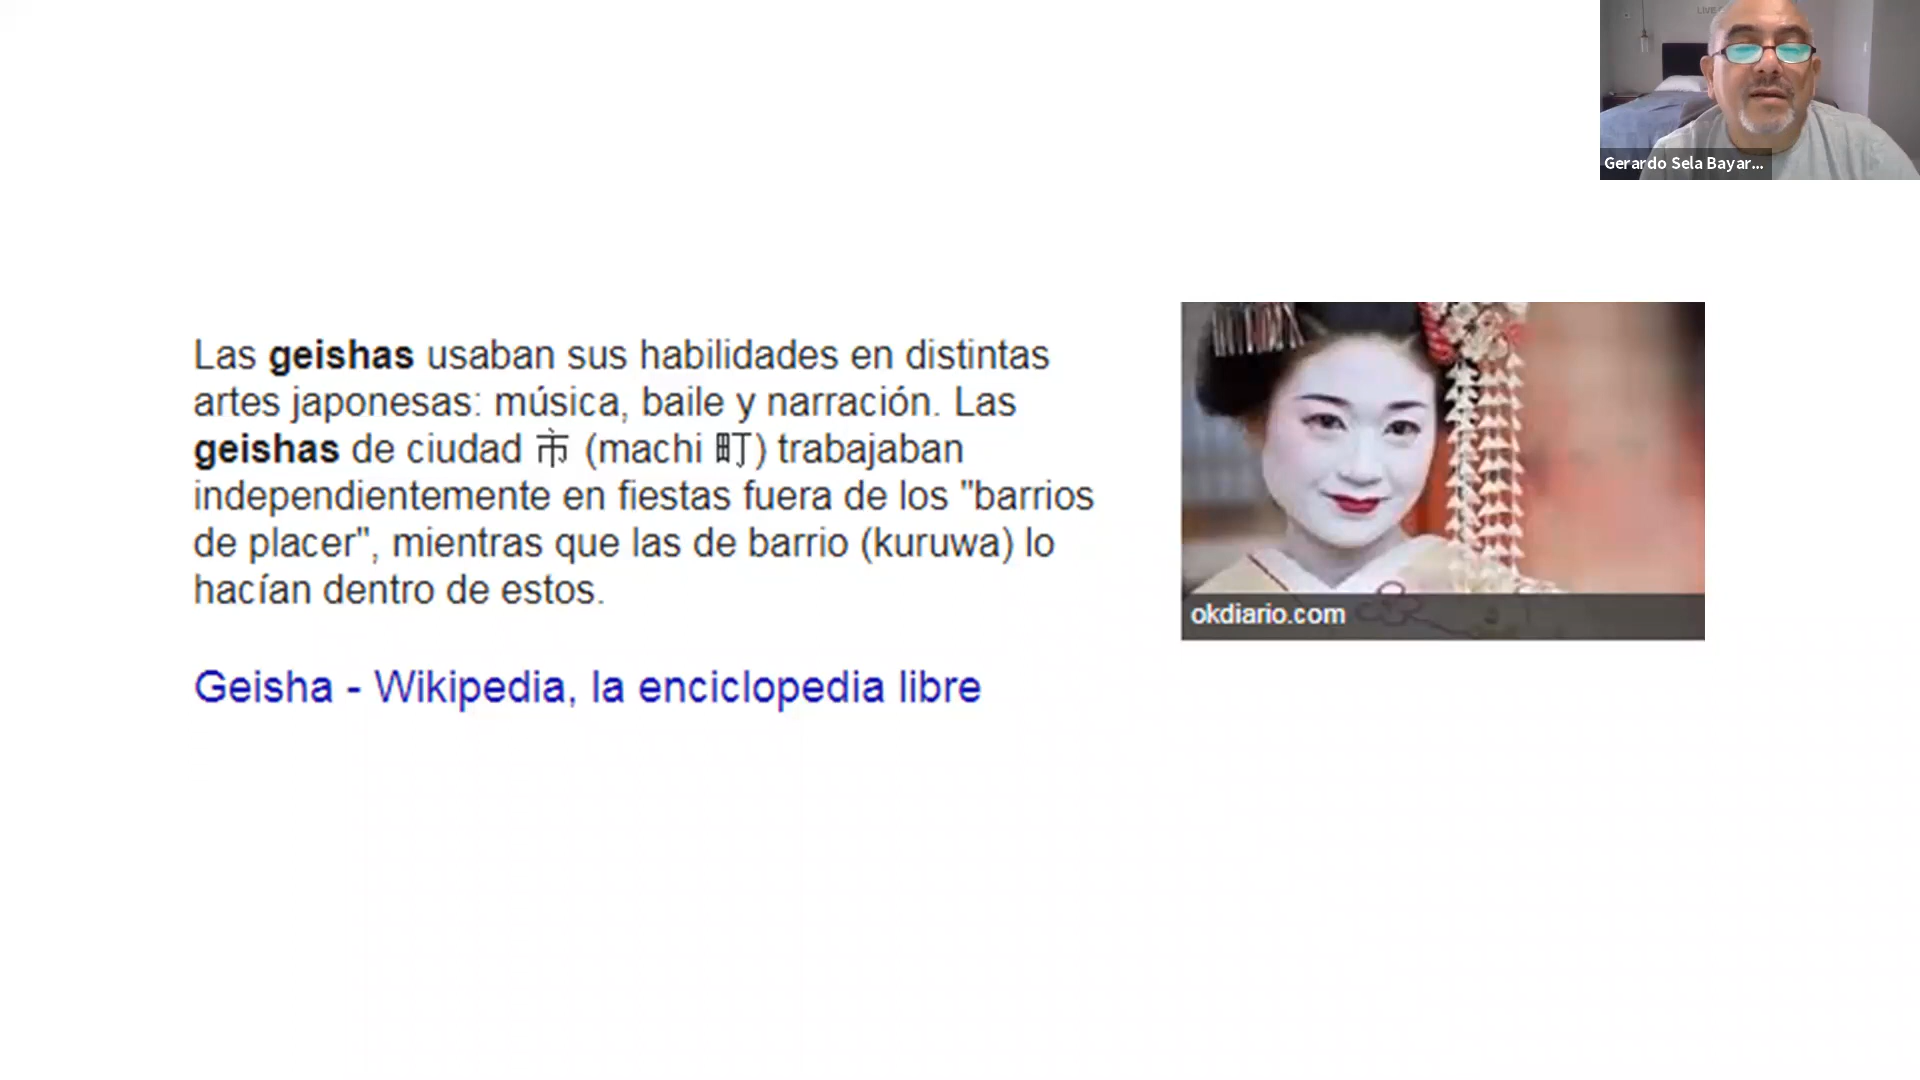 LIVE
Gerardo Sela Bayar...
Las geishas usaban sus habilidades en distintas
artes japonesas: música, baile y narración. Las
geishas de ciudad 市 (machi 町) trabajaban
independientemente en fiestas fuera de los "barrios
de placer", mientras que las de barrio (kuruwa) lo
hacían dentro de estos.
okdiario.com
Geisha - Wikipedia, la enciclopedia libre